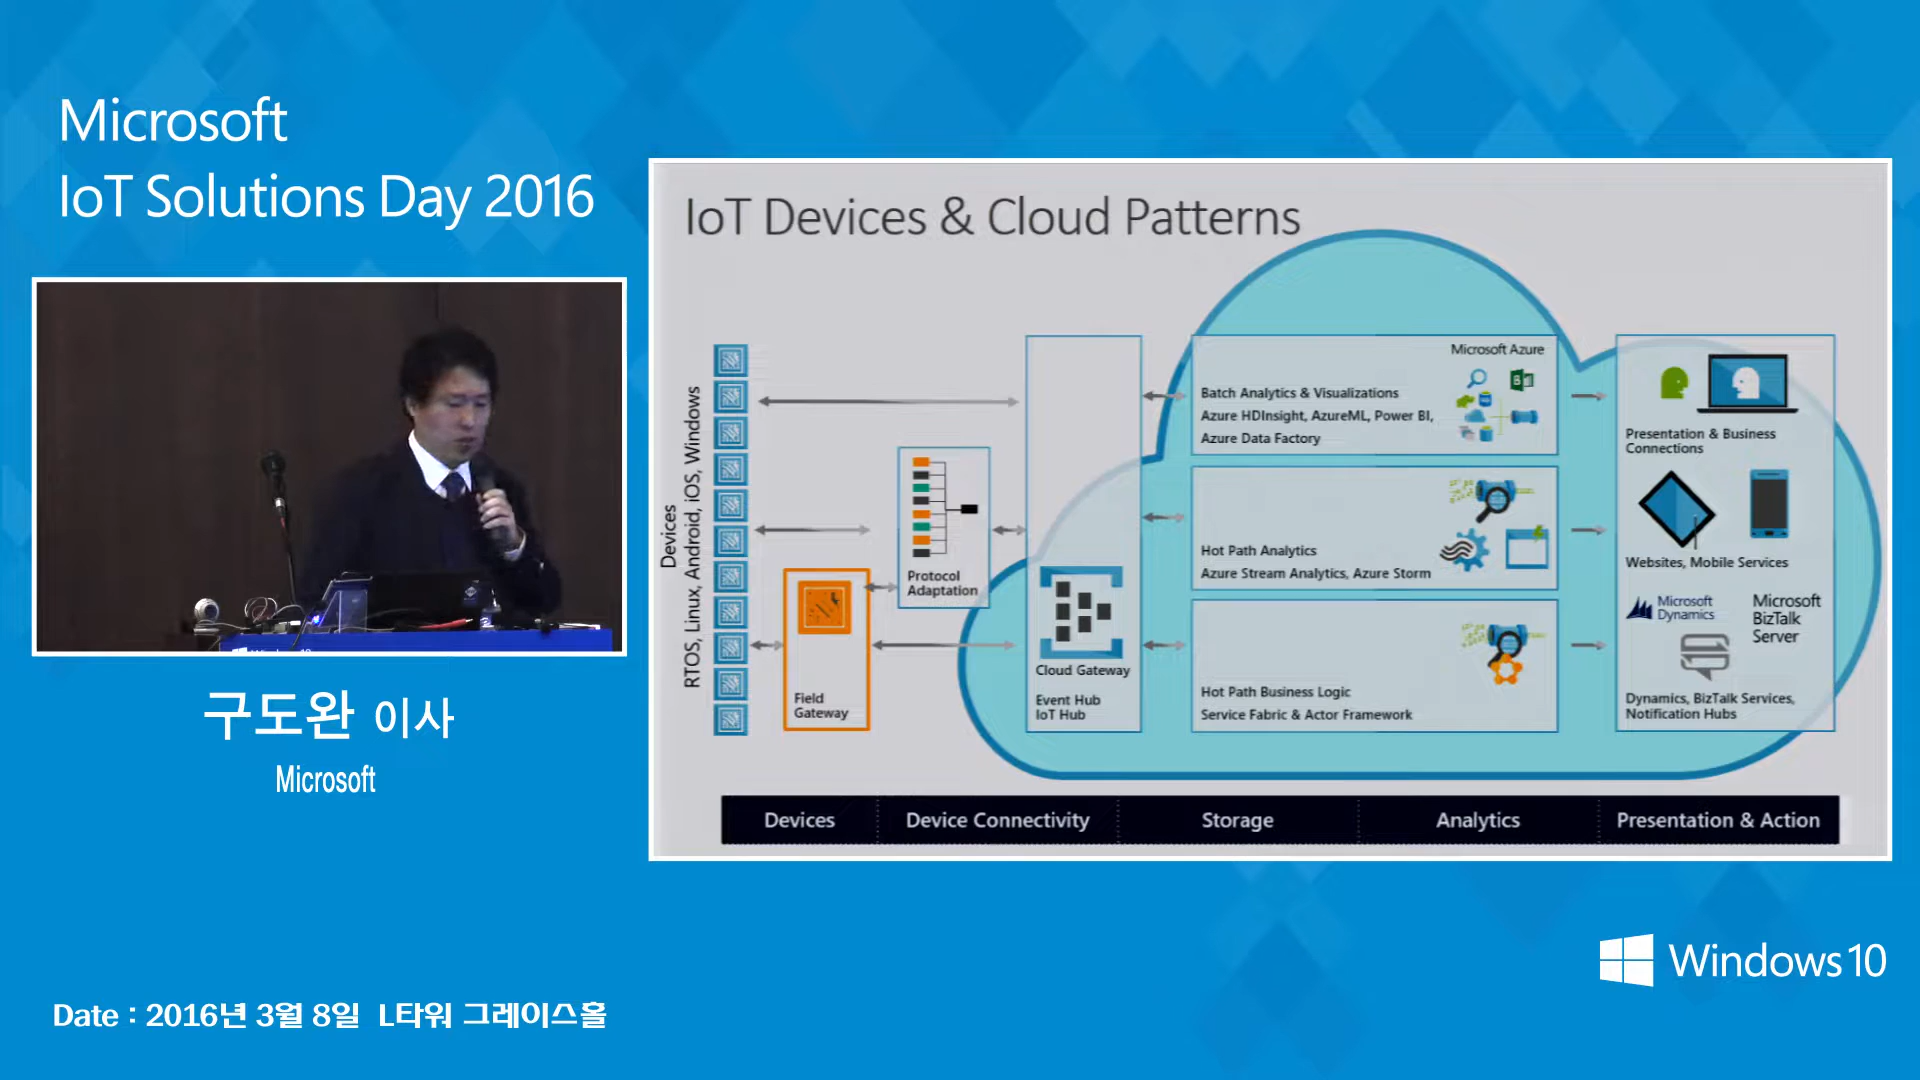 Microsoft
IoT Solutions Day 2016
구도완 이사
Microsoft
Date : 2016년 3월 8일 L타워 그레이스홀
IoT Devices & Cloud Patterns
Devices
RTOS, Linux, Android, iOS, Windows
Field
Gateway
Protocol
Adaptation
Cloud Gateway
Event Hub
IoT Hub
Microsoft Azure
Batch Analytics & Visualizations
Azure HDInsight, AzureML, Power BI,
Azure Data Factory
Hot Path Analytics
Azure Stream Analytics, Azure Storm
Hot Path Business Logic
Service Fabric & Actor Framework
Presentation & Business
Connections
Websites, Mobile Services
Microsoft
Dynamics
Microsoft
BizTalk
Server
Dynamics, BizTalk Services,
Notification Hubs
Devices
Device Connectivity
Storage
Analytics
Presentation & Action
Windows 10